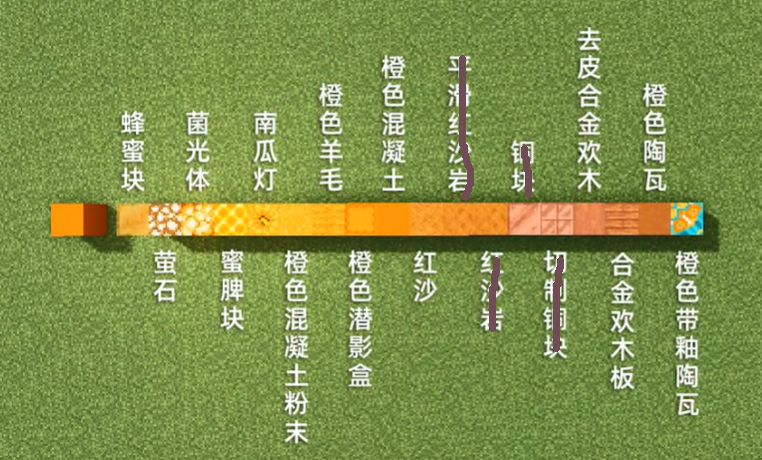 蜂蜜块
菌光体
南瓜灯
橙色羊毛
橙色混凝土
平滑红沙岩
铜块
去皮合金欢木
橙色陶瓦
萤石
蜜脾块
橙色混凝土粉末
橙色潜影盒
红沙
红沙岩
切制铜块
合金欢木板
橙色带釉陶瓦